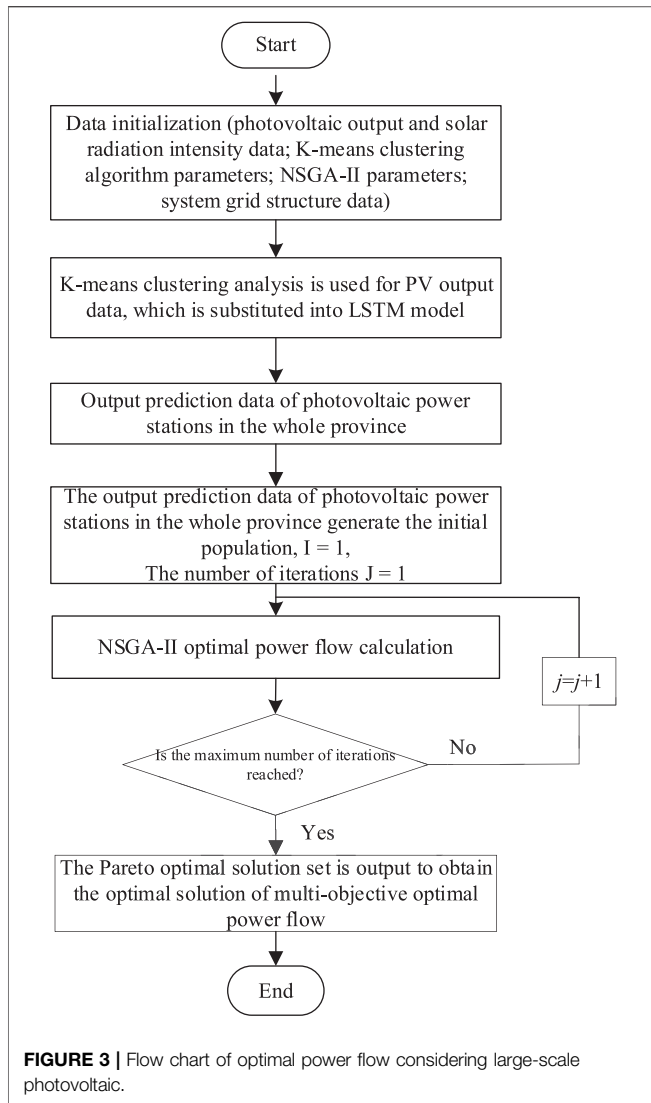 Start
Data initialization (photovoltaic output and solar
radiation intensity data; K-means clustering
algorithm parameters; NSGA-II parameters;
system grid structure data)
K-means clustering analysis is used for PV output
data, which is substituted into LSTM model
Output prediction data of photovoltaic power
stations in the whole province
The output prediction data of photovoltaic power
stations in the whole province generate the initial
population, I = 1,
The number of iterions J = 1
NSGA-II optimal power flow calculation
j=j+1
Is the maximum number of iterations
reached?
No
Yes
The Pareto optimal solution set is output to obtain
the optimal solution of multi-objective optimal
power flow
End
FIGURE 3 | Flow chart of optimal power flow considering large-scale
photovoltaic.